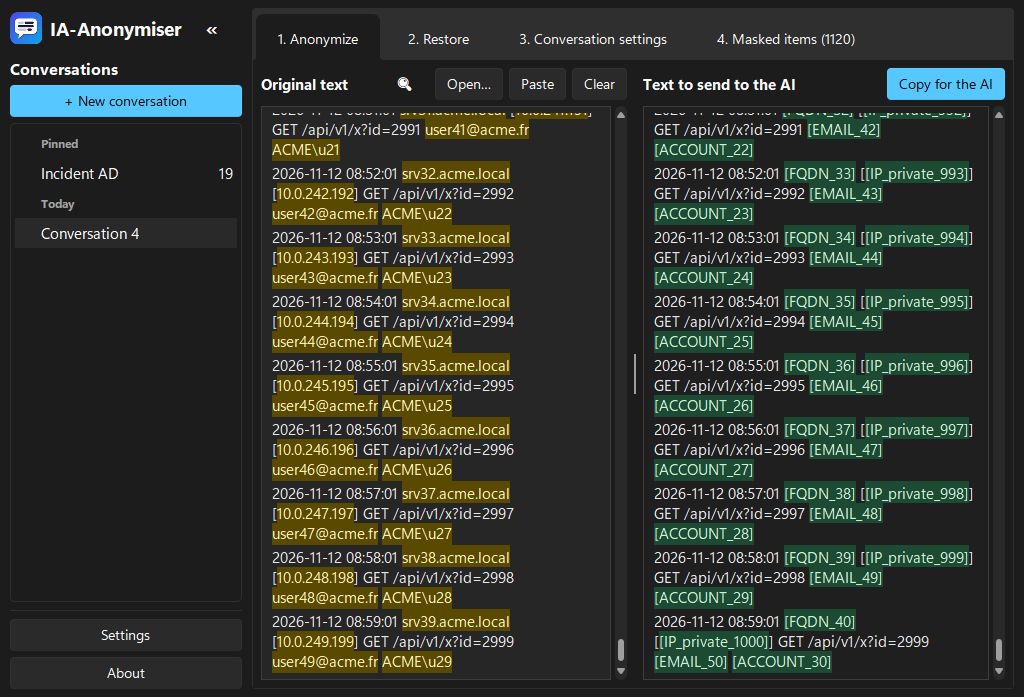 IA-Anonymiser
«
Conversations
+ New conversation
Pinned
Incident AD 19
Today
Conversation 4
Settings
About
1. Anonymize
2. Restore
3. Conversation settings
4. Masked items (1120)
Original text
Open...
Paste
Clear
GET /api/v1/x?id=2991 user41@acme.fr
ACME\u21
2026-11-12 08:52:01 srv32.acme.local
[10.0.242.192] GET /api/v1/x?id=2992
user42@acme.fr ACME\u22
2026-11-12 08:53:01 srv33.acme.local
[10.0.243.193] GET /api/v1/x?id=2993
user43@acme.fr ACME\u23
2026-11-12 08:54:01 srv34.acme.local
[10.0.244.194] GET /api/v1/x?id=2994
user44@acme.fr ACME\u24
2026-11-12 08:55:01 srv35.acme.local
[10.0.245.195] GET /api/v1/x?id=2995
user45@acme.fr ACME\u25
2026-11-12 08:56:01 srv36.acme.local
[10.0.246.196] GET /api/v1/x?id=2996
user46@acme.fr ACME\u26
2026-11-12 08:57:01 srv37.acme.local
[10.0.247.197] GET /api/v1/x?id=2997
user47@acme.fr ACME\u27
2026-11-12 08:58:01 srv38.acme.local
[10.0.248.198] GET /api/v1/x?id=2998
user48@acme.fr ACME\u28
2026-11-12 08:59:01 srv39.acme.local
[10.0.249.199] GET /api/v1/x?id=2999
user49@acme.fr ACME\u29
Text to send to the AI
Copy for the AI
GET /api/v1/x?id=2991 [EMAIL_42]
[ACCOUNT_22]
2026-11-12 08:52:01 [FQDN_33] [[IP_private_993]]
GET /api/v1/x?id=2992 [EMAIL_43]
[ACCOUNT_23]
2026-11-12 08:53:01 [FQDN_34] [[IP_private_994]]
GET /api/v1/x?id=2993 [EMAIL_44]
[ACCOUNT_24]
2026-11-12 08:54:01 [FQDN_35] [[IP_private_995]]
GET /api/v1/x?id=2994 [EMAIL_45]
[ACCOUNT_25]
2026-11-12 08:55:01 [FQDN_36] [[IP_private_996]]
GET /api/v1/x?id=2995 [EMAIL_46]
[ACCOUNT_26]
2026-11-12 08:56:01 [FQDN_37] [[IP_private_997]]
GET /api/v1/x?id=2996 [EMAIL_47]
[ACCOUNT_27]
2026-11-12 08:57:01 [FQDN_38] [[IP_private_998]]
GET /api/v1/x?id=2997 [EMAIL_48]
[ACCOUNT_28]
2026-11-12 08:58:01 [FQDN_39] [[IP_private_999]]
GET /api/v1/x?id=2998 [EMAIL_49]
[ACCOUNT_29]
2026-11-12 08:59:01 [FQDN_40]
[[IP_private_1000]] GET /api/v1/x?id=2999
[EMAIL_50] [ACCOUNT_30]